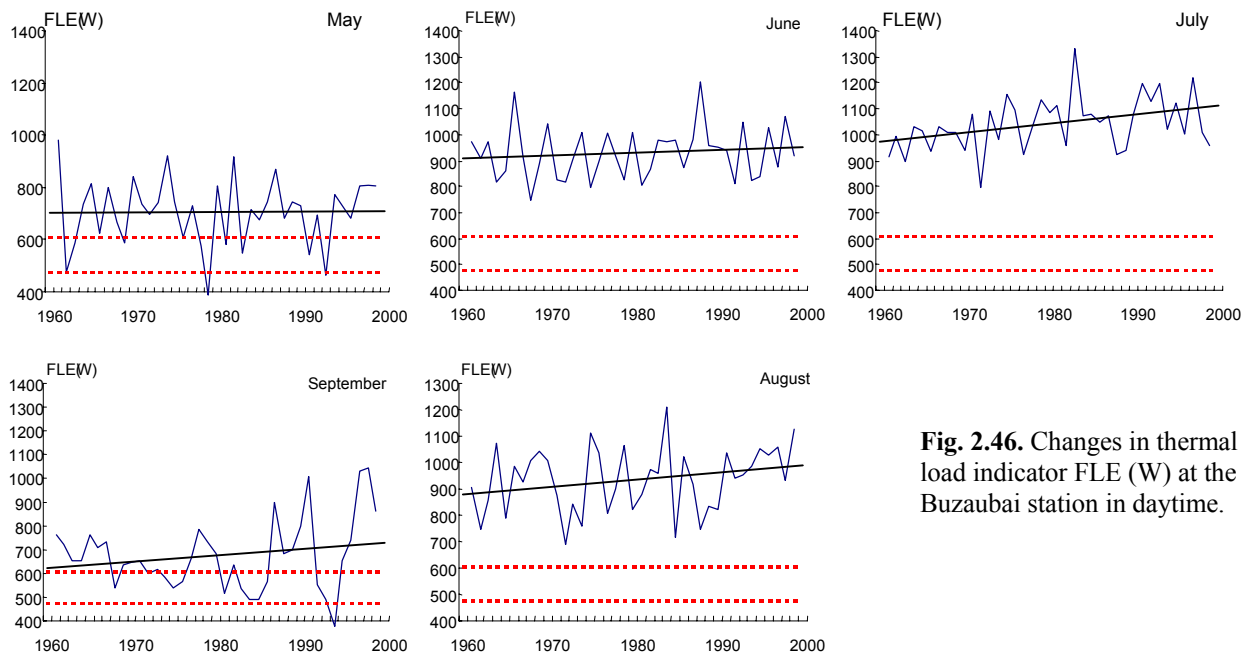 FLE(W)
May
1400
1200
1000
800
600
400
1960 1970 1980 1990 2000
FLE(W)
June
1400
1300
1200
1100
1000
900
800
700
600
500
400
1960 1970 1980 1990 2000
FLE(W)
July
1400
1300
1200
1100
1000
900
800
700
600
500
400
1960 1970 1980 1990 2000
FLE(W)
September
1400
1300
1200
1100
1000
900
800
700
600
500
400
1960 1970 1980 1990 2000
FLE(W)
August
1300
1200
1100
1000
900
800
700
600
500
400
1960 1970 1980 1990 2000
Fig. 2.46. Changes in thermal
load indicator FLE (W) at the
Buzaubai station in daytime.